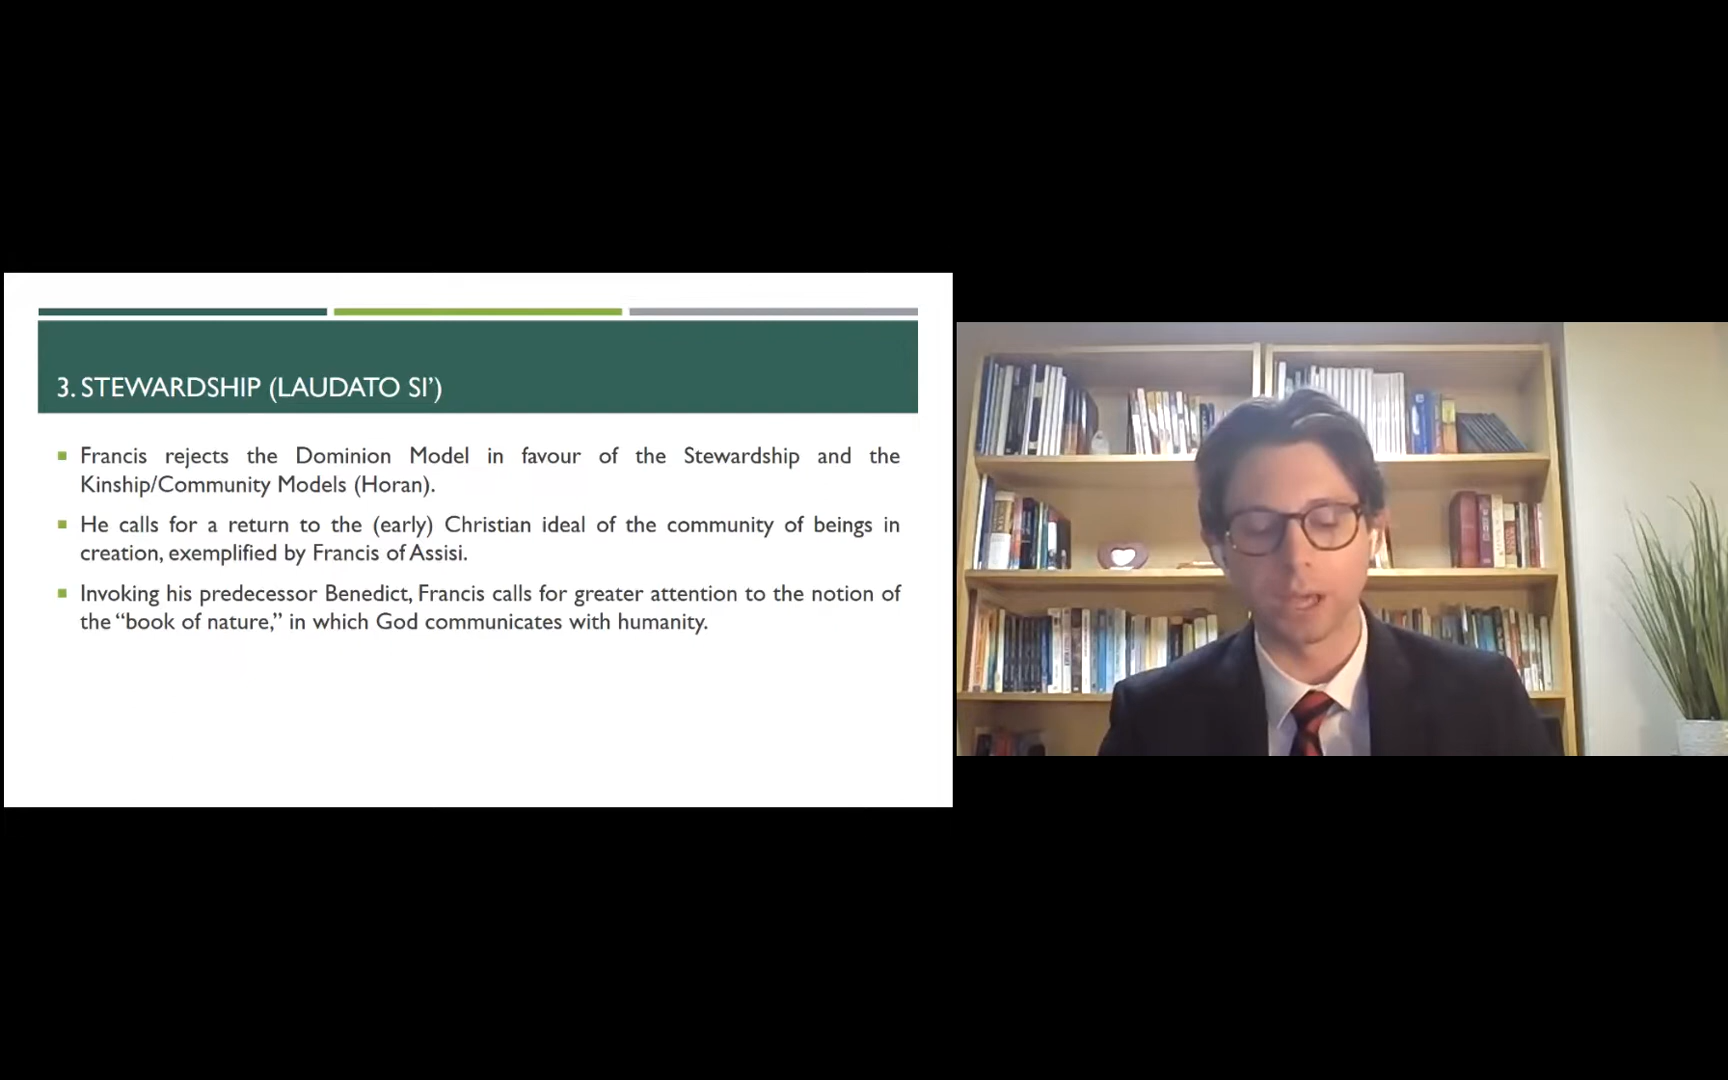 3. STEWARDSHIP (LAUDATO SI’)
Francis rejects the Dominion Model in favour of the Stewardship and the
Kinship/Community Models (Horan).
He calls for a return to the (early) Christian ideal of the community of beings in
creation, exemplified by Francis of Assisi.
Invoking his predecessor Benedict, Francis calls for greater attention to the notion of
the “book of nature,” in which God communicates with humanity.